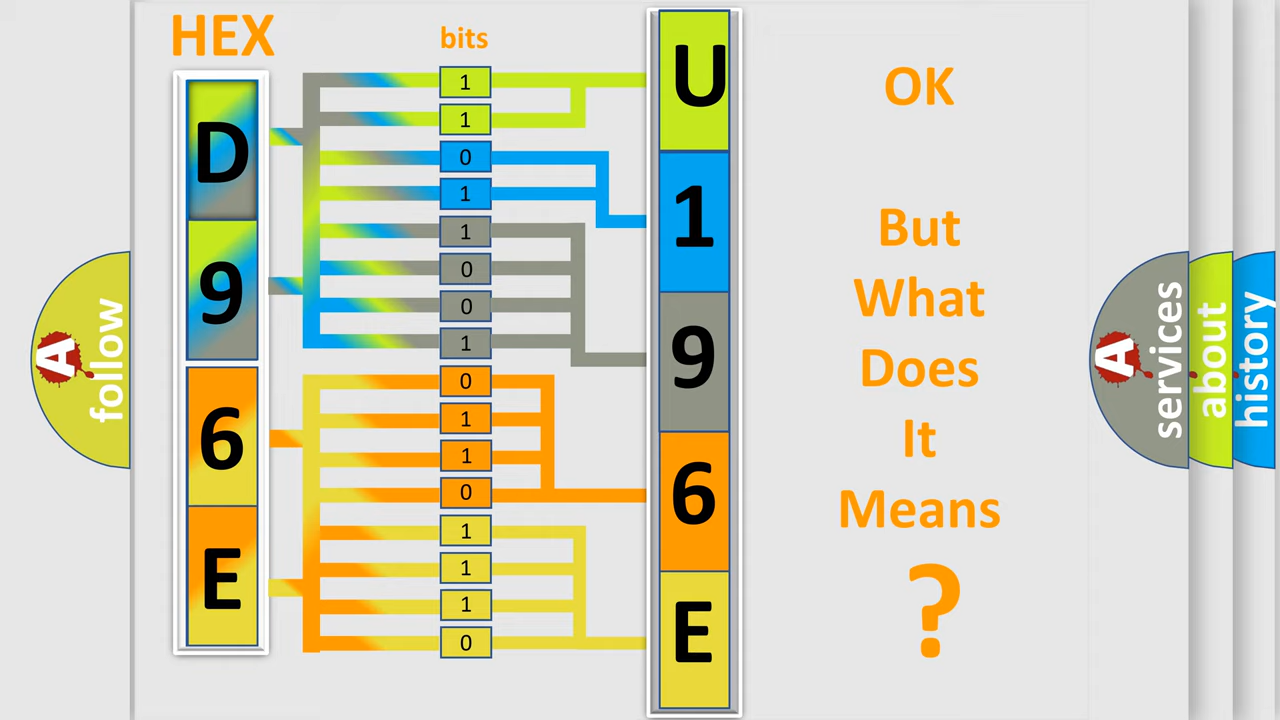 HEX
bits
D
9
6
E
1
1
0
1
1
0
0
1
0
1
1
0
1
1
1
0
U
1
9
6
E
OK
But
What
Does
It
Means
?
A
follow
A
services
about
history